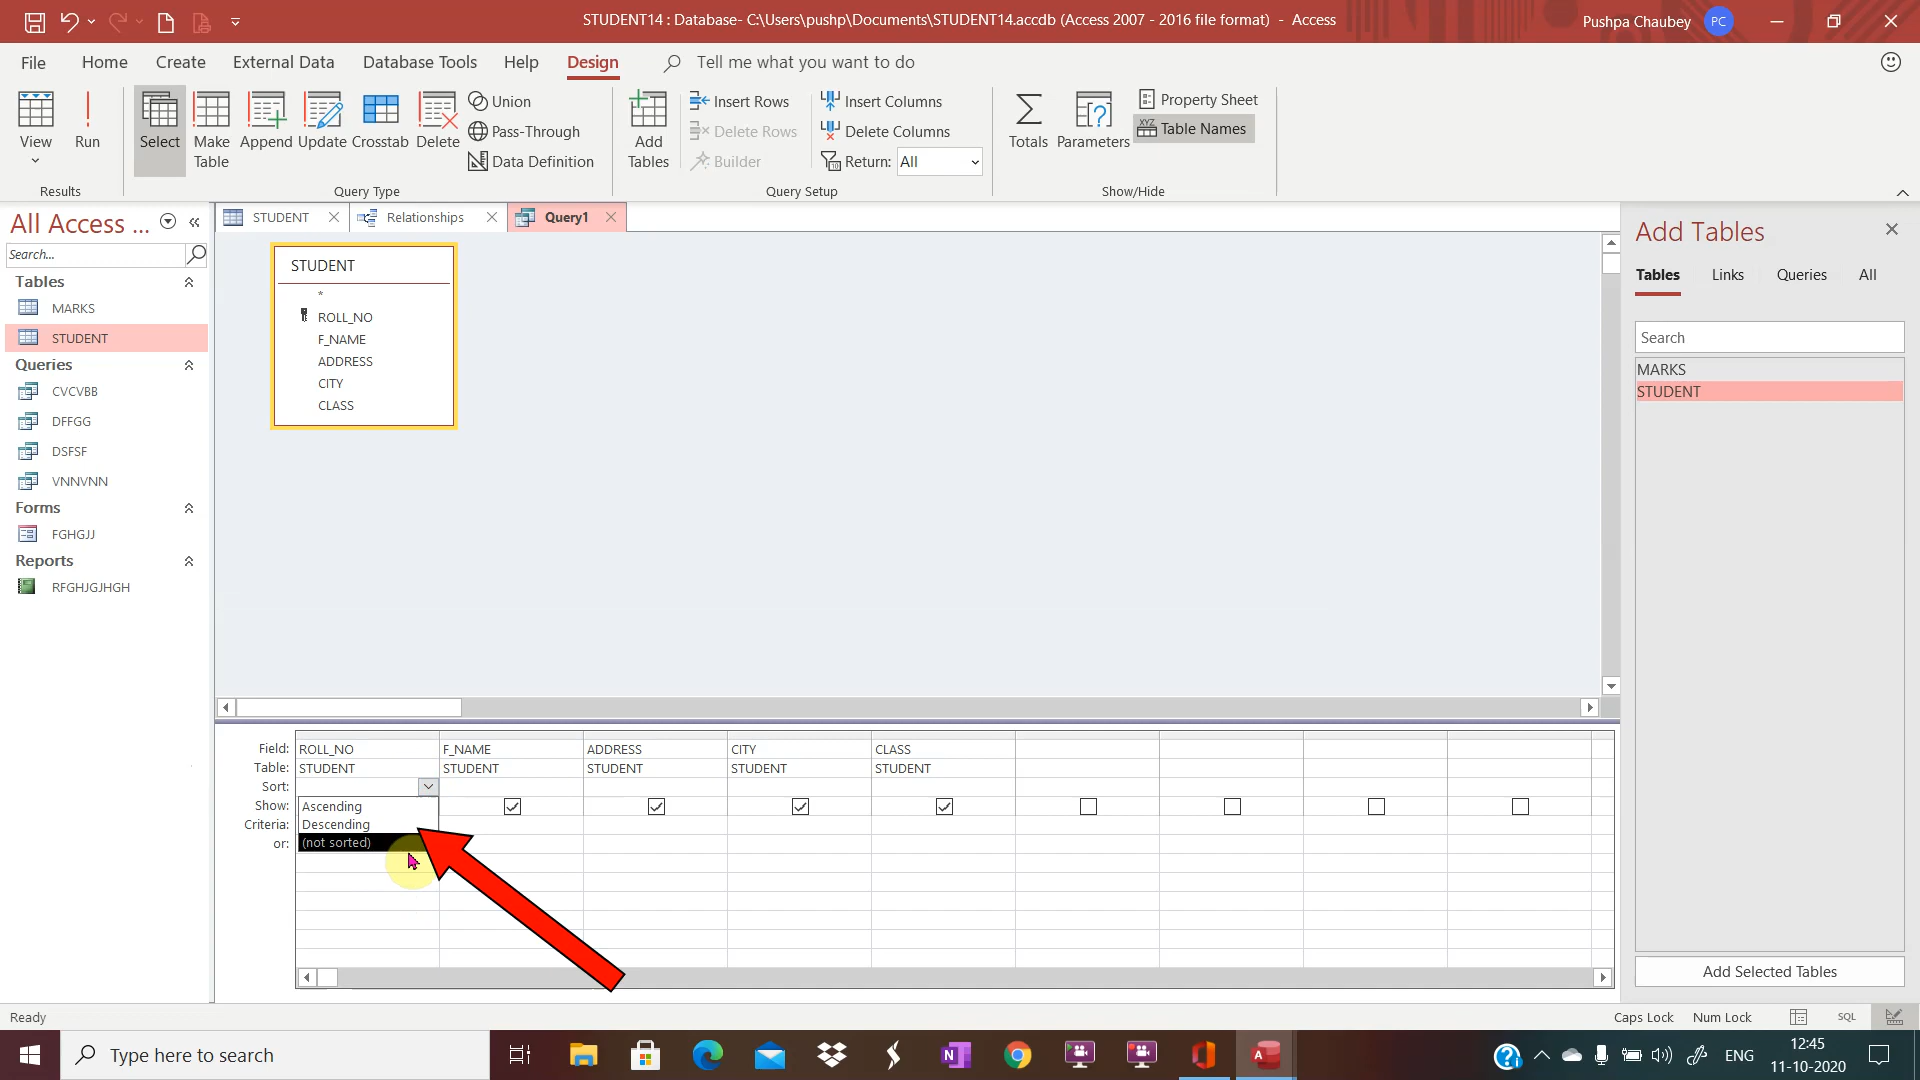 STUDENT14 : Database- C:\Users\pushp\Documents\STUDENT14.accdb (Access 2007 - 2016 file format) - Access
Pushpa Chaubey PC
File Home Create External Data Database Tools Help Design Tell me what you want to do
View
Run
Results
Select
Make Table
Append
Update
Crosstab
Delete
Union
Pass-Through
Data Definition
Query Type
Add Tables
Insert Rows
Delete Rows
Builder
Insert Columns
Delete Columns
Return: All
Query Setup
Totals
Parameters
Property Sheet
XYZ Table Names
Show/Hide
All Access ...
Search...
Tables
MARKS
STUDENT
Queries
CVCVBB
DFFGG
DSFSF
VNNVNN
Forms
FGHGJJ
Reports
RFGHJGJHGH
STUDENT Relationships Query1
STUDENT
*
ROLL_NO
F_NAME
ADDRESS
CITY
CLASS
Field: ROLL_NO F_NAME ADDRESS CITY CLASS
Table: STUDENT STUDENT STUDENT STUDENT STUDENT
Sort:
Show:
Criteria:
or:
Ascending
Descending
(not sorted)
Add Tables
Tables Links Queries All
Search
MARKS
STUDENT
Add Selected Tables
Ready
Caps Lock Num Lock SQL
Type here to search
N
A
ENG
12:45
11-10-2020